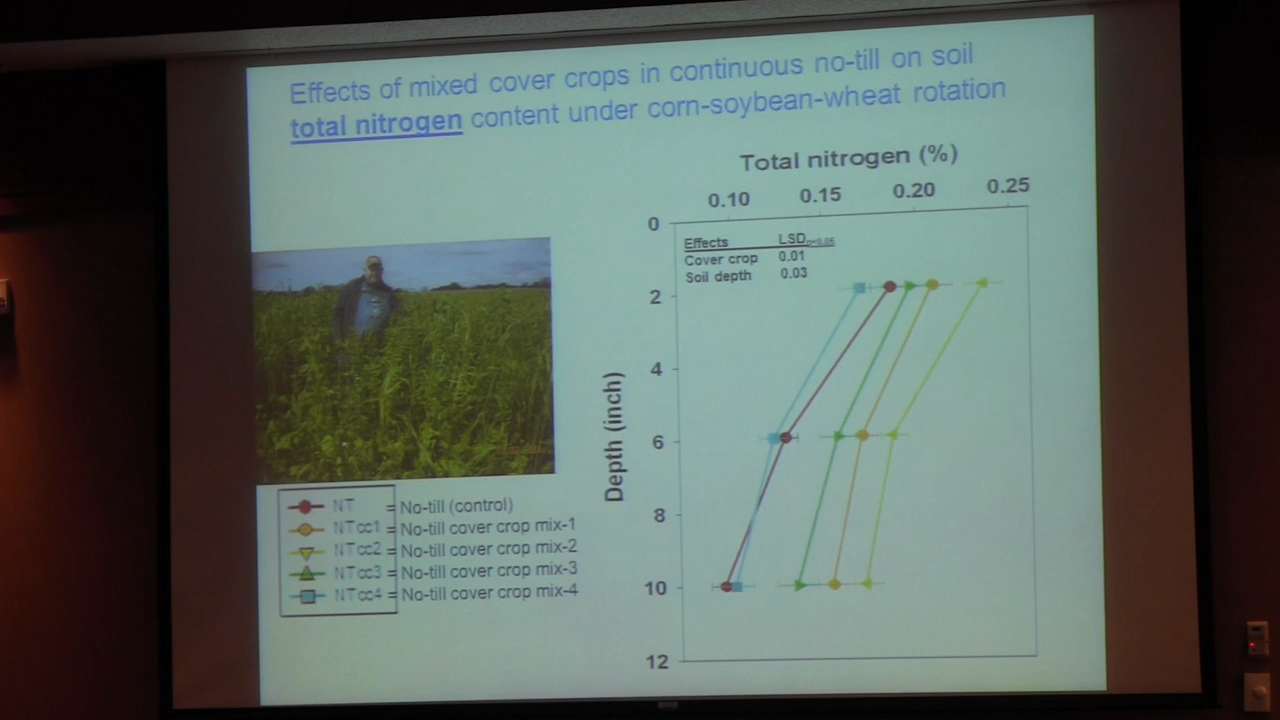 Effects of mixed cover crops in continuous no-till on soil
total nitrogen content under corn-soybean-wheat rotation
Total nitrogen (%)
0.10 0.15 0.20 0.25
0
2
4
6
8
10
12
Depth (inch)
Effects LSD p<0.05
Cover crop 0.01
Soil depth 0.03
NT = No-till (control)
NTcc1 = No-till cover crop mix-1
NTcc2 = No-till cover crop mix-2
NTcc3 = No-till cover crop mix-3
NTcc4 = No-till cover crop mix-4